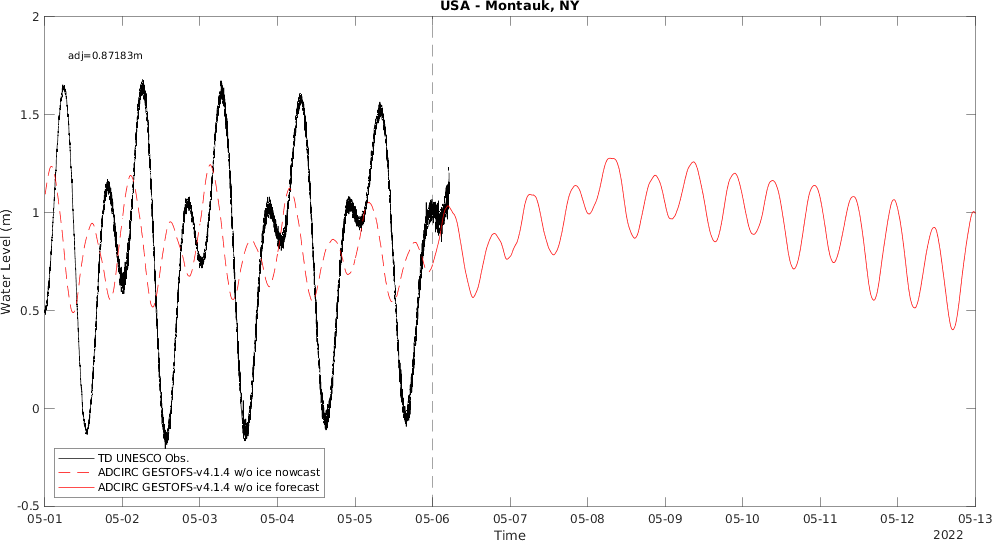 USA - Montauk, NY
2
adj=0.87183m
1.5
1
0.5
0
-0.5
Water Level (m)
TD UNESCO Obs.
ADCIRC GESTOFS-v4.1.4 w/o ice nowcast
ADCIRC GESTOFS-v4.1.4 w/o ice forecast
05-01 05-02 05-03 05-04 05-05 05-06 05-07 05-08 05-09 05-10 05-11 05-12 05-13
Time
2022